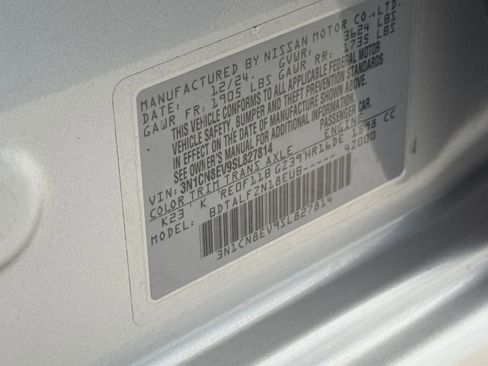 MANUFACTURED BY NISSAN MOTOR CO., LTD.
DATE: 12/24 GVWR: 3624 LBS
GAWR FR: 1905 LBS GAWR RR: 1735 LBS
THIS VEHICLE CONFORMS TO ALL APPLICABLE FEDERAL MOTOR
VEHICLE SAFETY, BUMPER AND THEFT PREVENTION STANDARDS
IN EFFECT ON THE DATE OF MANUFACTURE SHOWN ABOVE.
SEE OWNERS MANUAL FOR ADDITIONAL INFORMATION.
VIN: 3N1CN8EV9SL827814 PASSENGER CAR.
COLOR TRIM TRANS AXLE ENGINE
K23 K RE0F11B GZ39 HR16DE 1598 CC
MODEL: BDTALFZN18EUB 42000
3N1CN8EV9SL827814